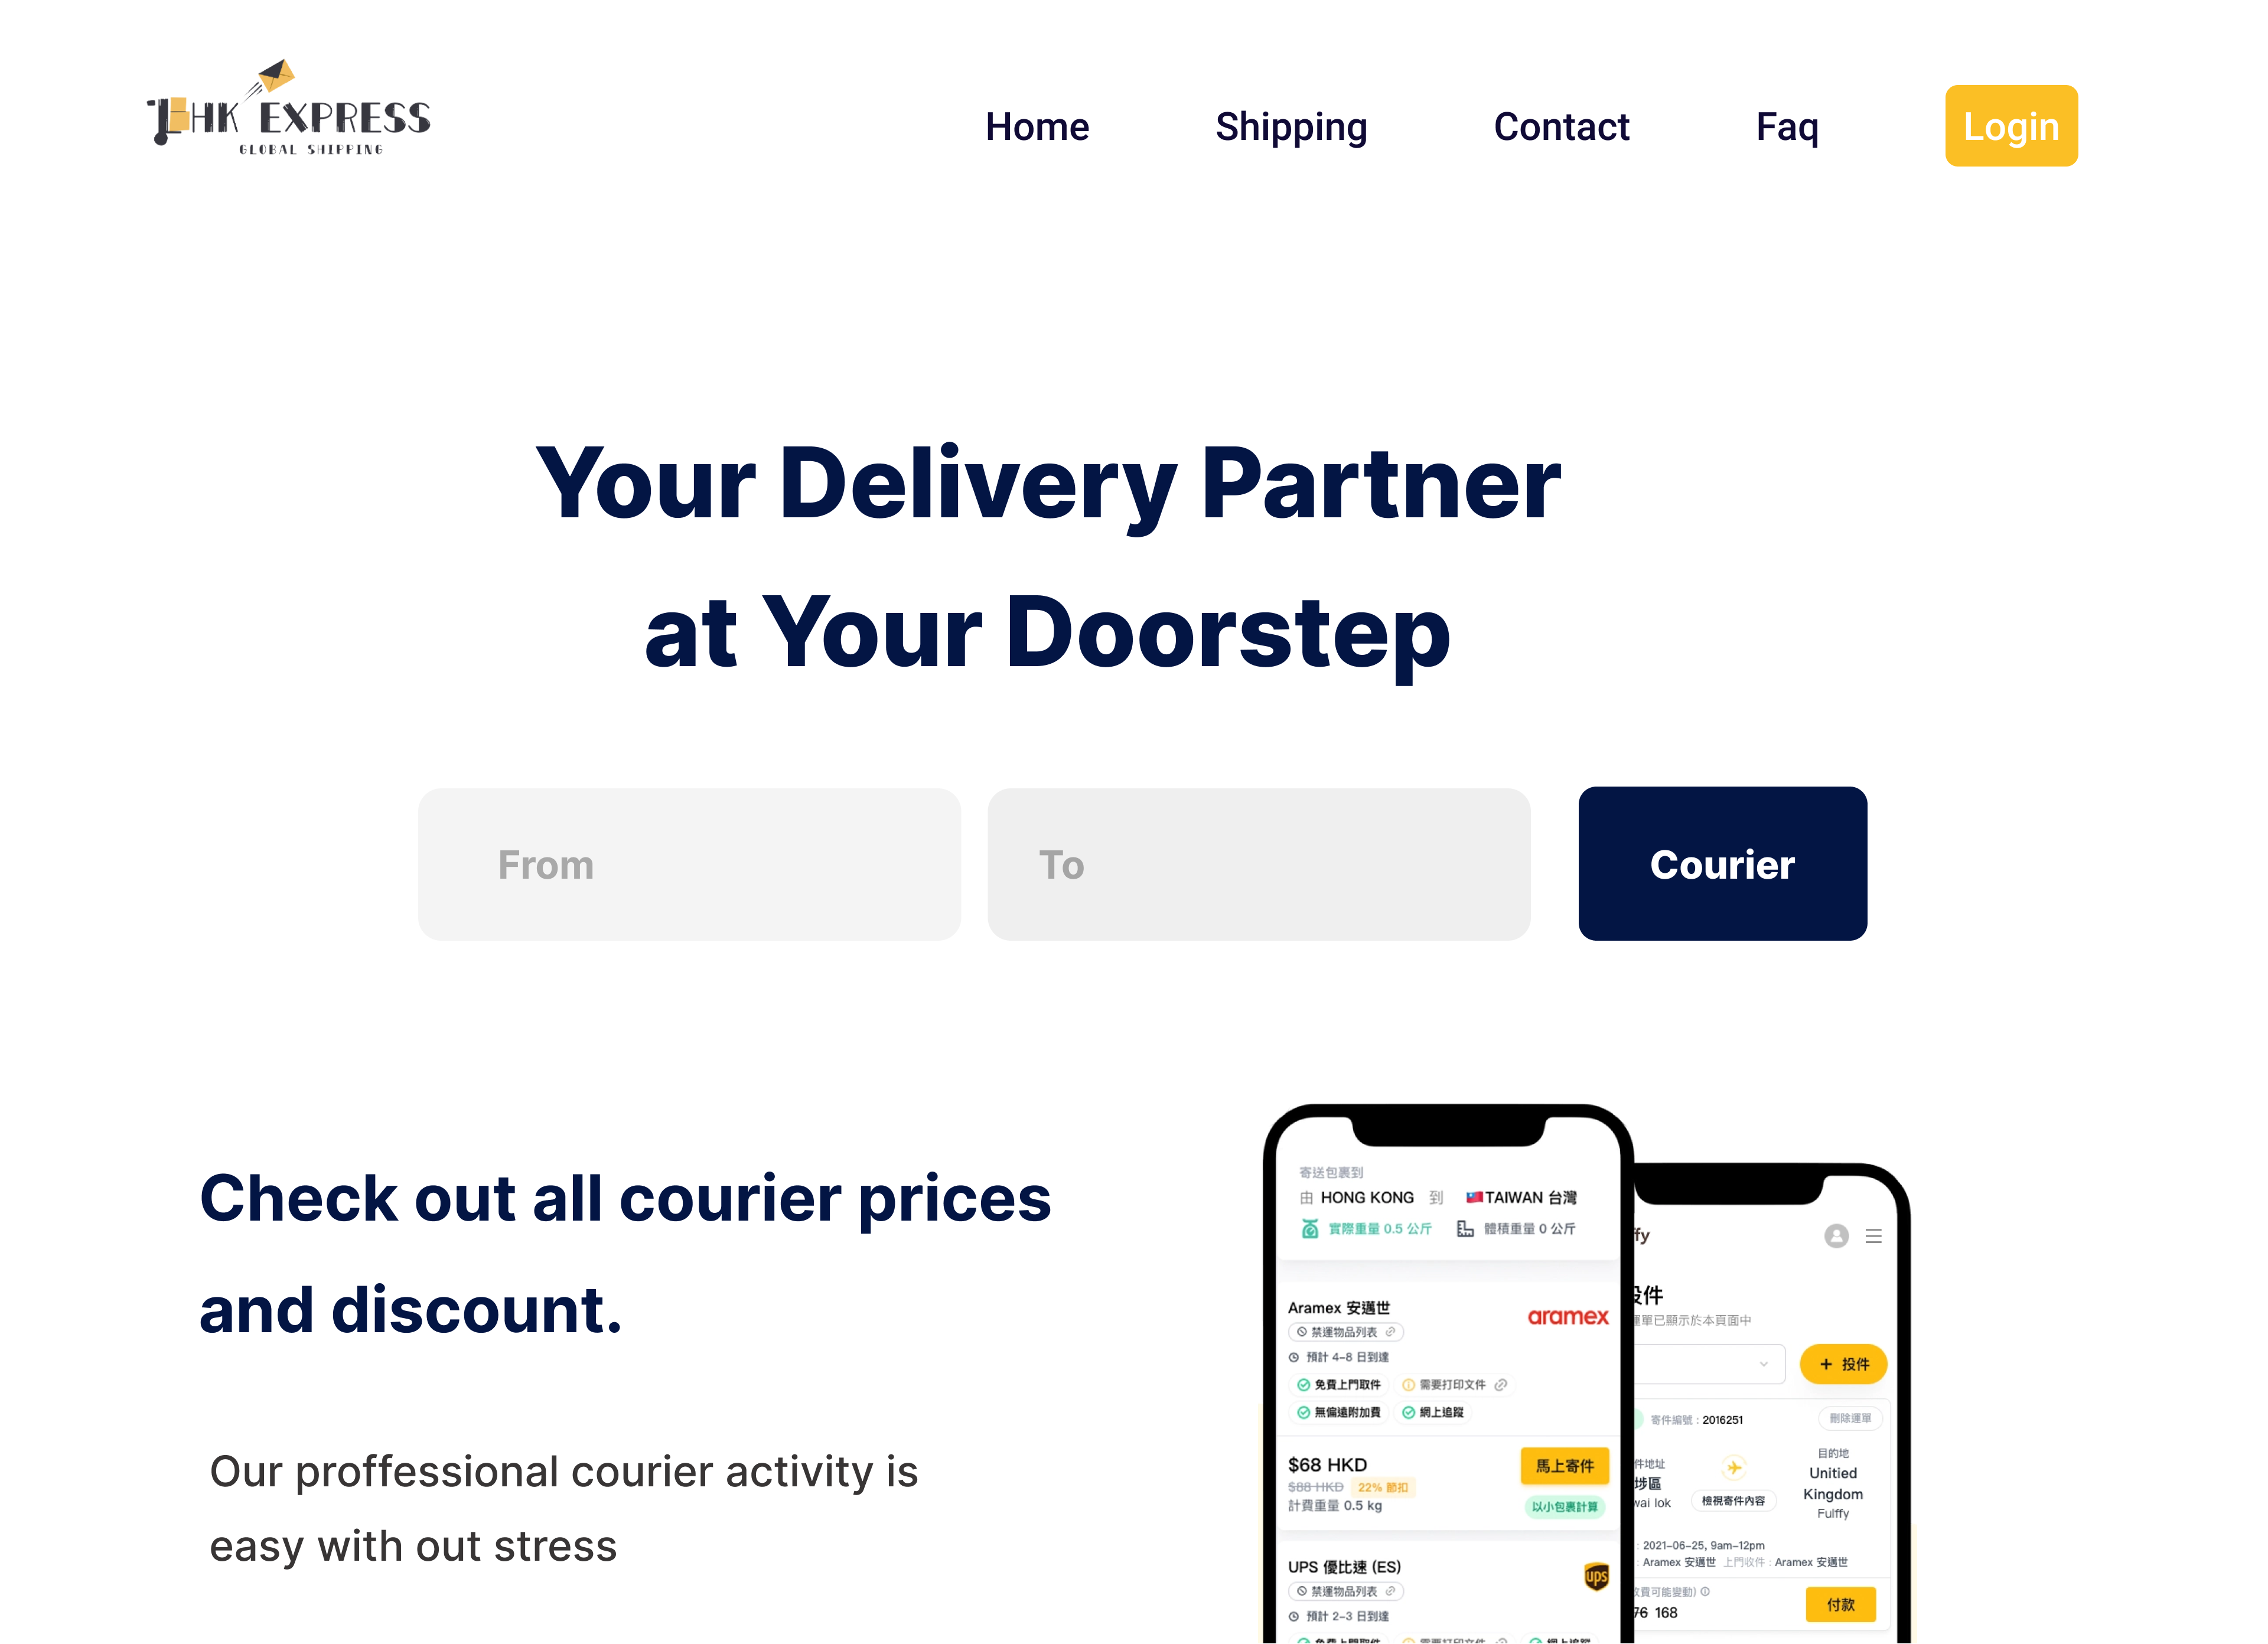 HK EXPRESS
GLOBAL SHIPPING
Home Shipping Contact Faq Login
Your Delivery Partner
at Your Doorstep
From To Courier
Check out all courier prices
and discount.
Our proffessional courier activity is
easy with out stress
寄送包裹到
由 HONG KONG 到 TAIWAN 台灣
實際重量 0.5 公斤 體積重量 0 公斤
Aramex 安邁世 aramex
禁運物品列表
預計 4-8 日到達
免費上門取件 需要打印文件
無偏遠附加費 網上追蹤
$68 HKD 馬上寄件
$88 HKD 22% 節扣
計費重量 0.5 kg 以小包裹計算
UPS 優比速 (ES) ups
禁運物品列表
預計 2-3 日到達
ffy
投件
運單已顯示於本頁面中
+ 投件
寄件編號 : 2016251 刪除運單
件地址 目的地
埗區 Unitied
Kingdom
wai lok 檢視寄件內容 Fulffy
: 2021-06-25, 9am-12pm
: Aramex 安邁世 上門收件 : Aramex 安邁世
費可能變動)
76 168 付款